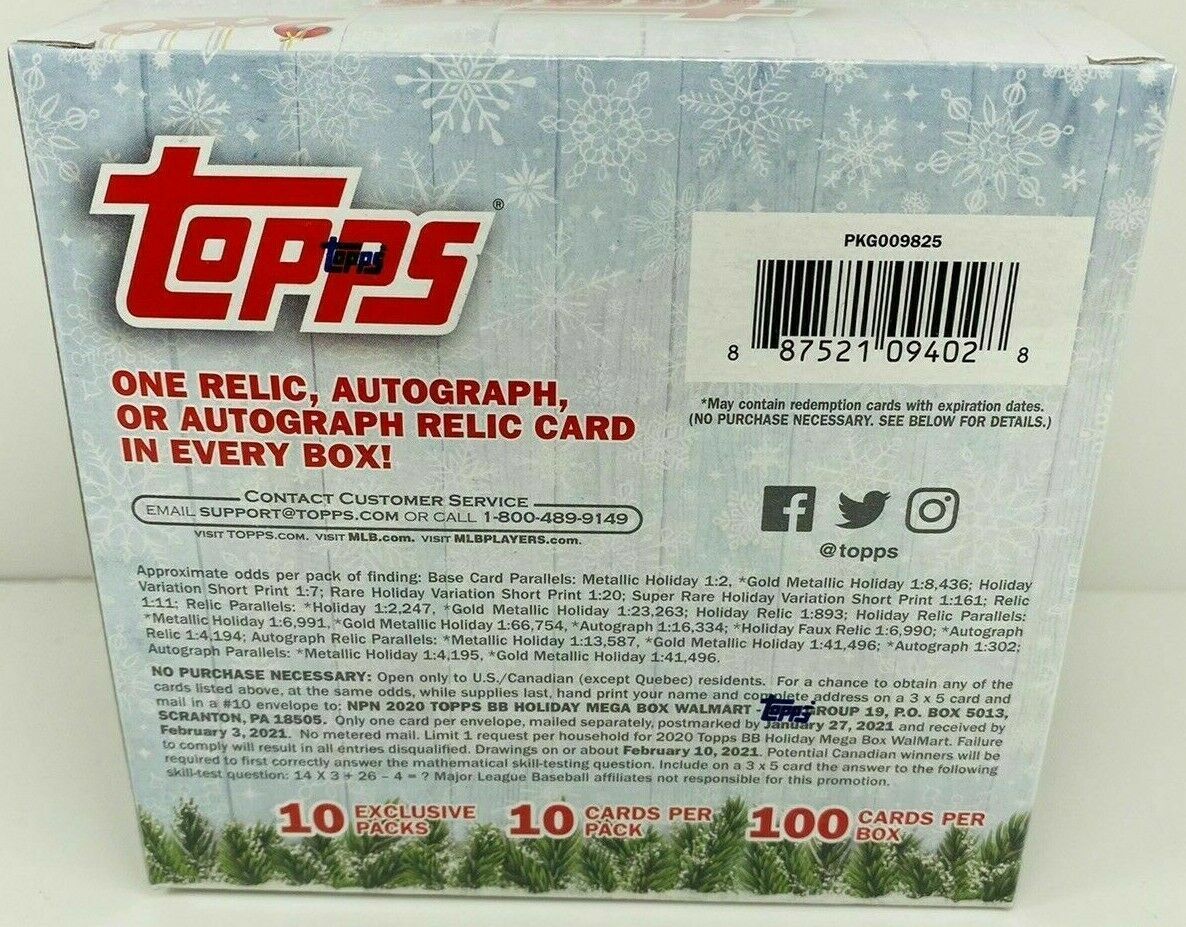 TOPPS
®
TOPPS
ONE RELIC, AUTOGRAPH,
OR AUTOGRAPH RELIC CARD
IN EVERY BOX!
PKG009825
8 87521 09402 8
*May contain redemption cards with expiration dates.
(NO PURCHASE NECESSARY. SEE BELOW FOR DETAILS.)
CONTACT CUSTOMER SERVICE
EMAIL SUPPORT@TOPPS.COM OR CALL 1-800-489-9149
VISIT TOPPS.COM. VISIT MLB.com. VISIT MLBPLAYERS.com.
@topps
Approximate odds per pack of finding: Base Card Parallels: Metallic Holiday 1:2, *Gold Metallic Holiday 1:8,436; Holiday
Variation Short Print 1:7; Rare Holiday Variation Short Print 1:20; Super Rare Holiday Variation Short Print 1:161; Relic
1:11; Relic Parallels: *Holiday 1:2,247, *Gold Metallic Holiday 1:23,263; Holiday Relic 1:893; Holiday Relic Parallels:
*Metallic Holiday 1:6,991, *Gold Metallic Holiday 1:66,754, *Autograph 1:16,334; *Holiday Faux Relic 1:6,990; *Autograph
Relic 1:4,194; Autograph Relic Parallels: *Metallic Holiday 1:13,587, *Gold Metallic Holiday 1:41,496; *Autograph 1:302;
Autograph Parallels: *Metallic Holiday 1:4,195, *Gold Metallic Holiday 1:41,496.
NO PURCHASE NECESSARY: Open only to U.S./Canadian (except Quebec) residents. For a chance to obtain any of the
cards listed above, at the same odds, while supplies last, hand print your name and complete address on a 3 x 5 card and
mail in a #10 envelope to: NPN 2020 TOPPS BB HOLIDAY MEGA BOX WALMART - TOPPS GROUP 19, P.O. BOX 5013,
SCRANTON, PA 18505. Only one card per envelope, mailed separately, postmarked by January 27, 2021 and received by
February 3, 2021. No metered mail. Limit 1 request per household for 2020 Topps BB Holiday Mega Box WalMart. Failure
to comply will result in all entries disqualified. Drawings on or about February 10, 2021. Potential Canadian winners will be
required to first correctly answer the mathematical skill-testing question. Include on a 3 x 5 card the answer to the following
skill-test question: 14 X 3 + 26 – 4 = ? Major League Baseball affiliates not responsible for this promotion.
10 EXCLUSIVE PACKS 10 CARDS PER PACK 100 CARDS PER BOX